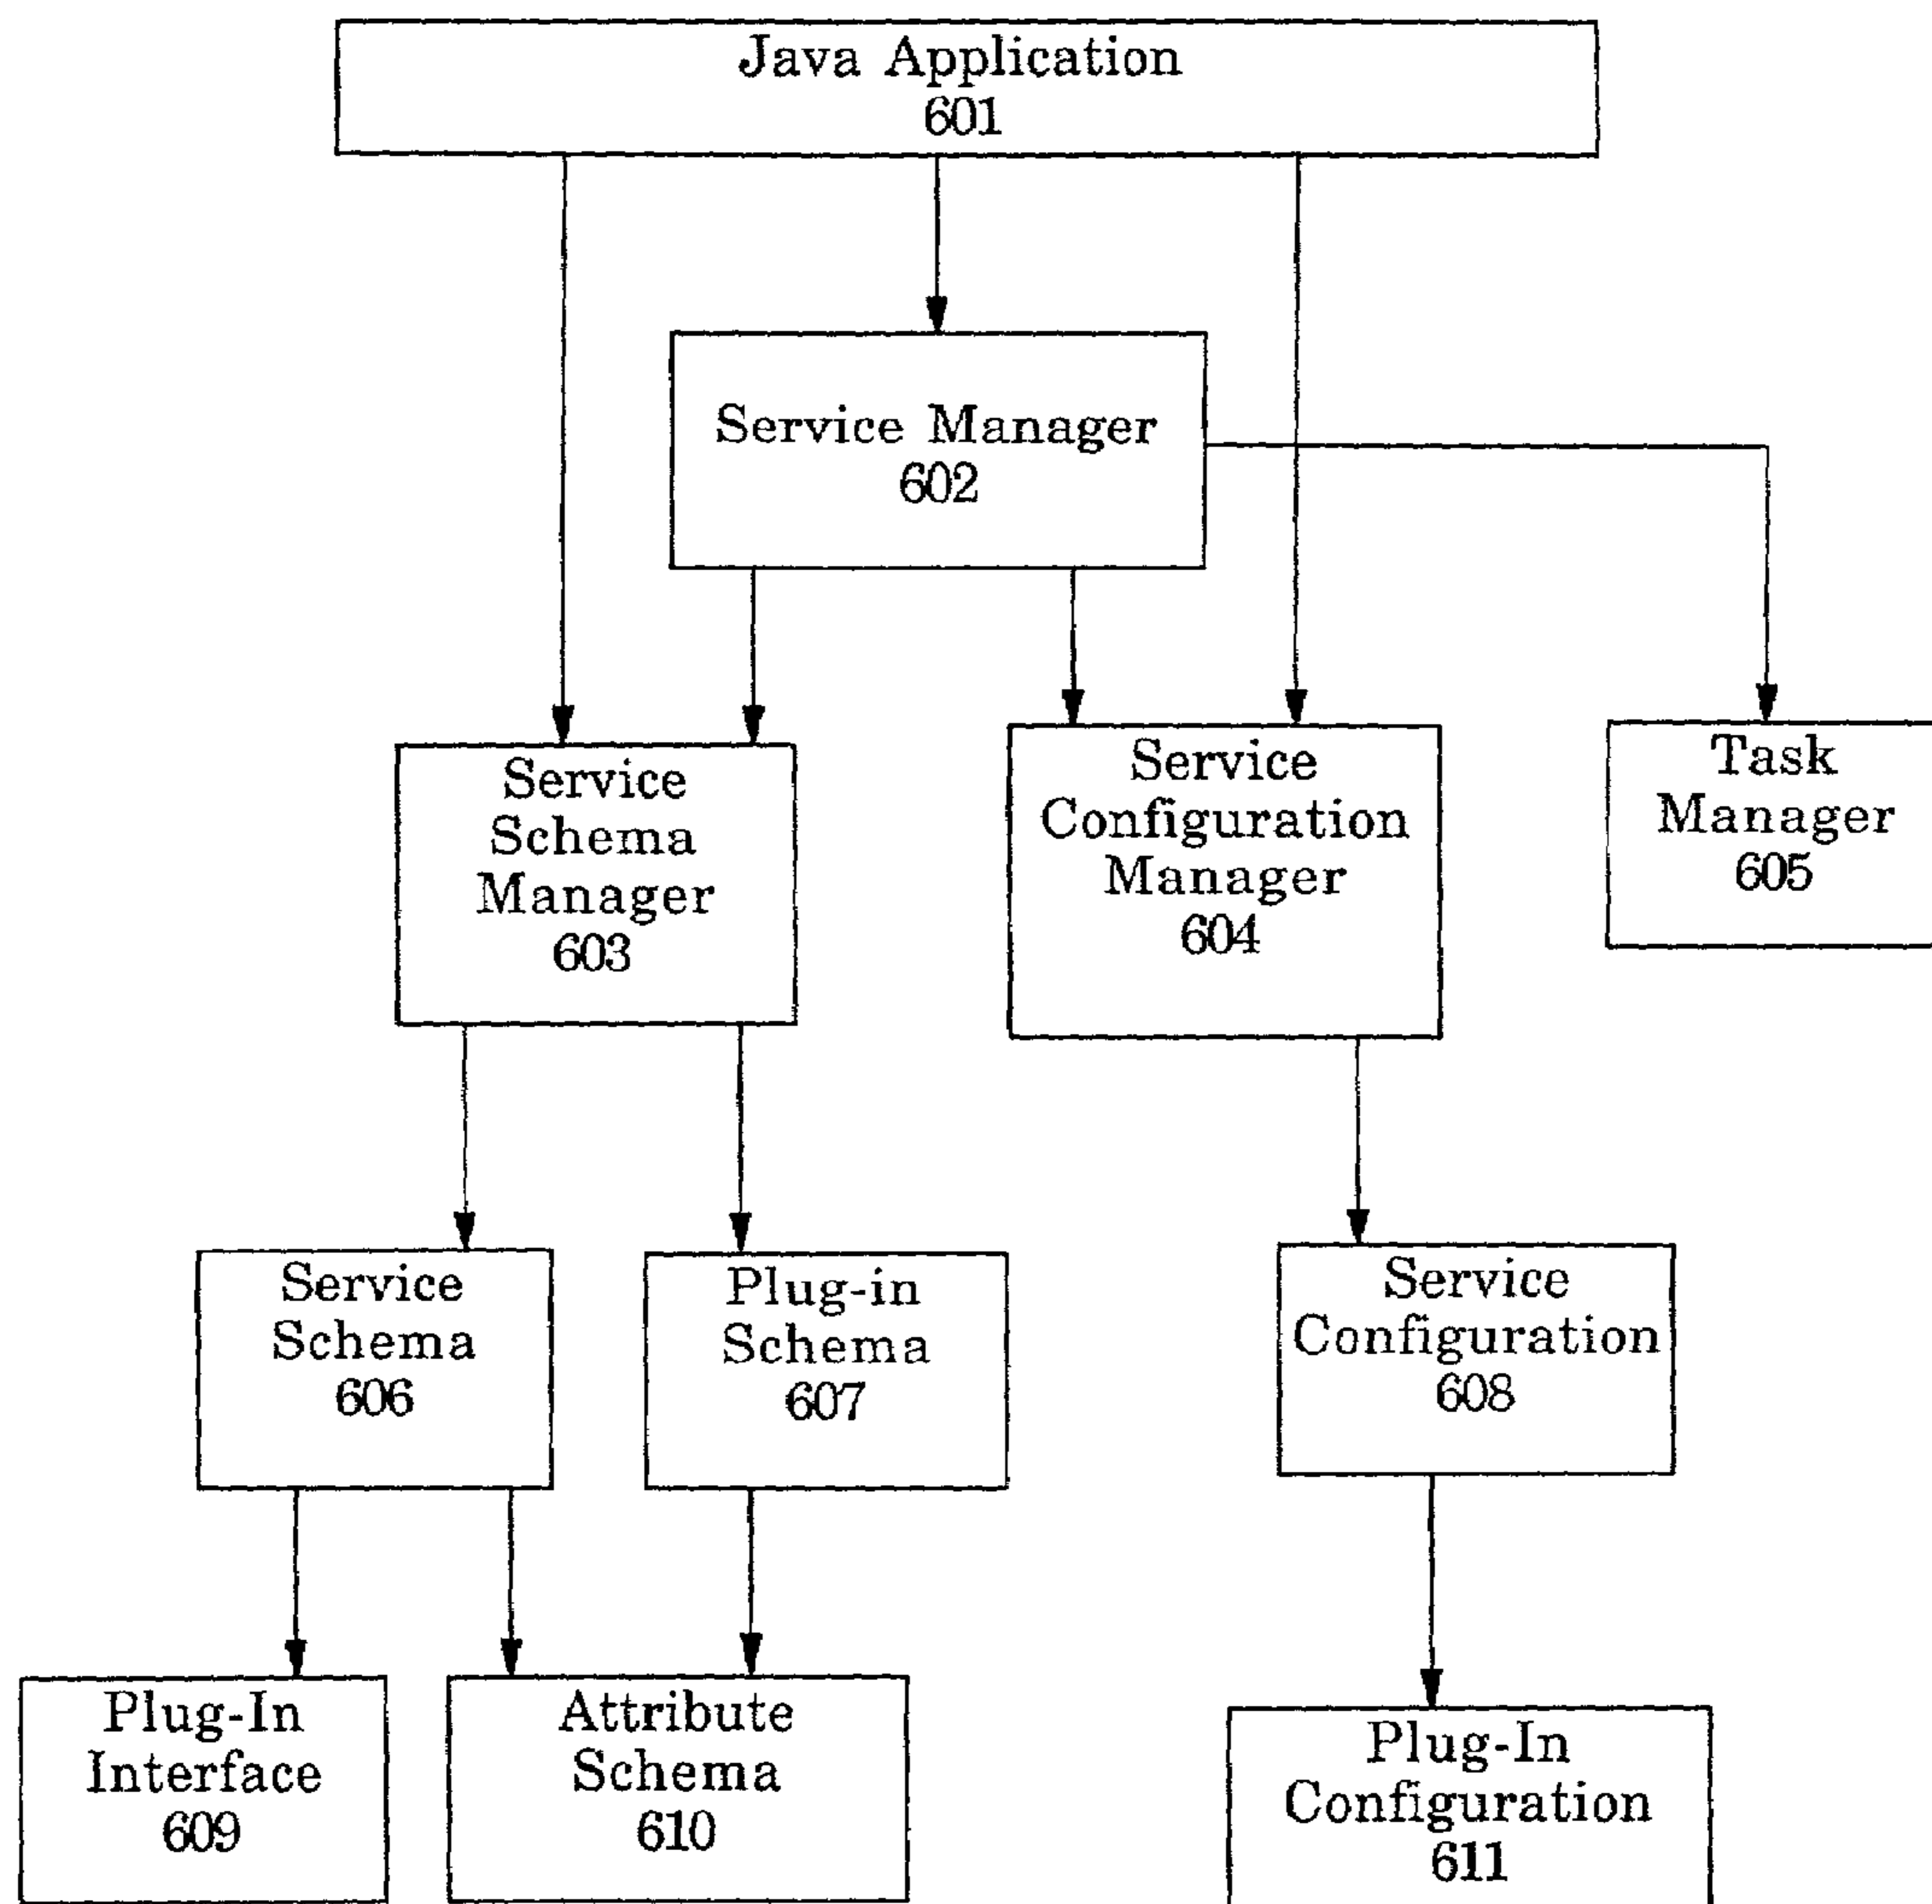 Java Application
601
Service Manager
602
Service
Schema
Manager
603
Service
Configuration
Manager
604
Task
Manager
605
Service
Schema
606
Plug-in
Schema
607
Service
Configuration
608
Plug-In
Interface
609
Attribute
Schema
610
Plug-In
Configuration
611